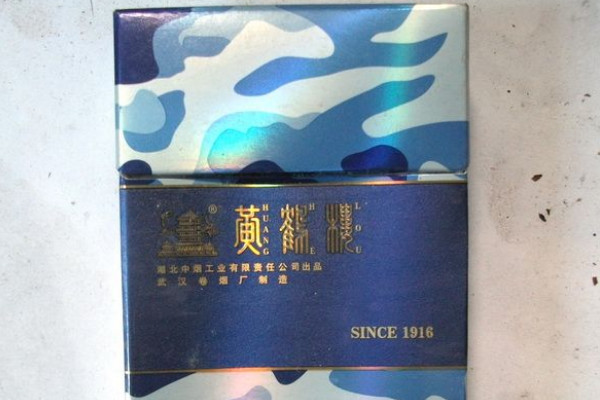 ® 黄 HUANG 鹤 HE 楼 LOU
湖北中烟工业有限责任公司出品
武汉卷烟厂制造
SINCE 1916